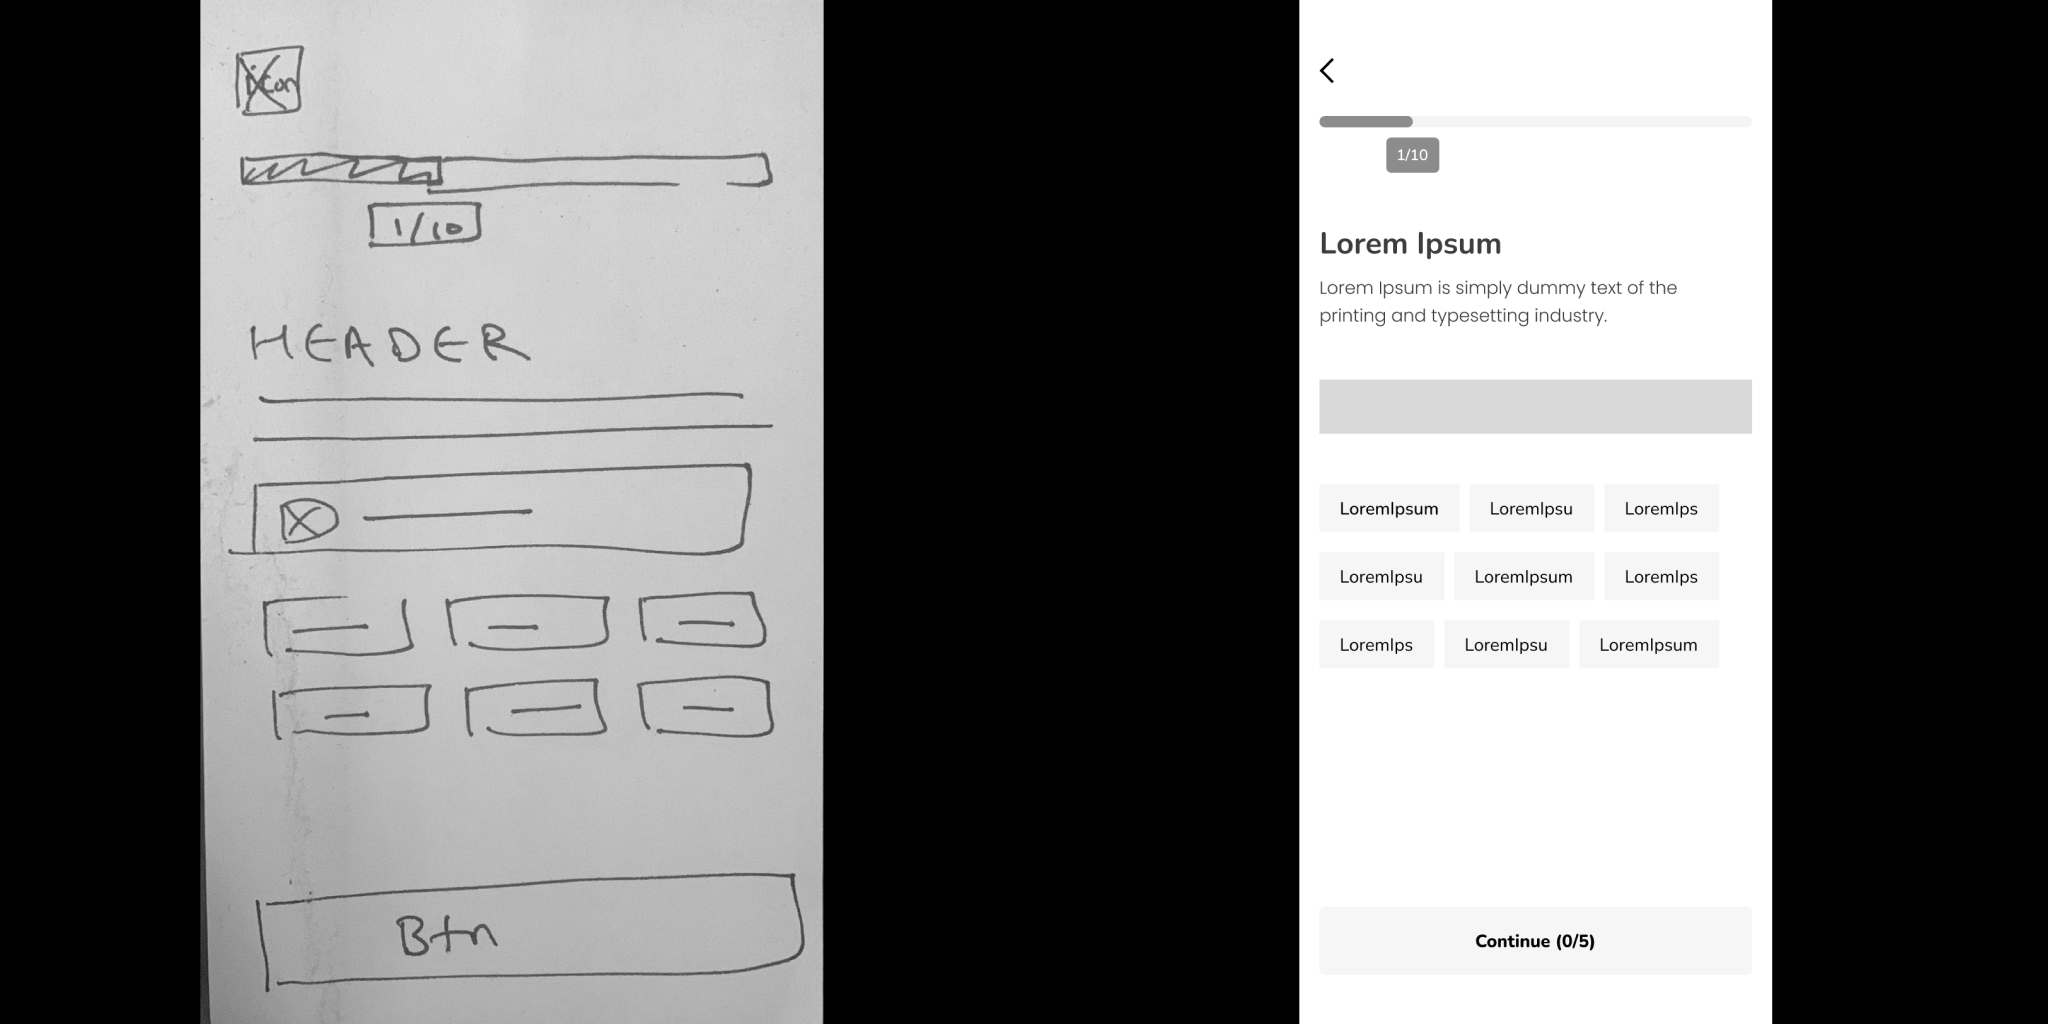 icon
1/10
HEADER
Btn
1/10
Lorem Ipsum
Lorem Ipsum is simply dummy text of the
printing and typesetting industry.
LoremIpsum LoremIpsu LoremIps
LoremIpsu LoremIpsum LoremIps
LoremIps LoremIpsu LoremIpsum
Continue (0/5)